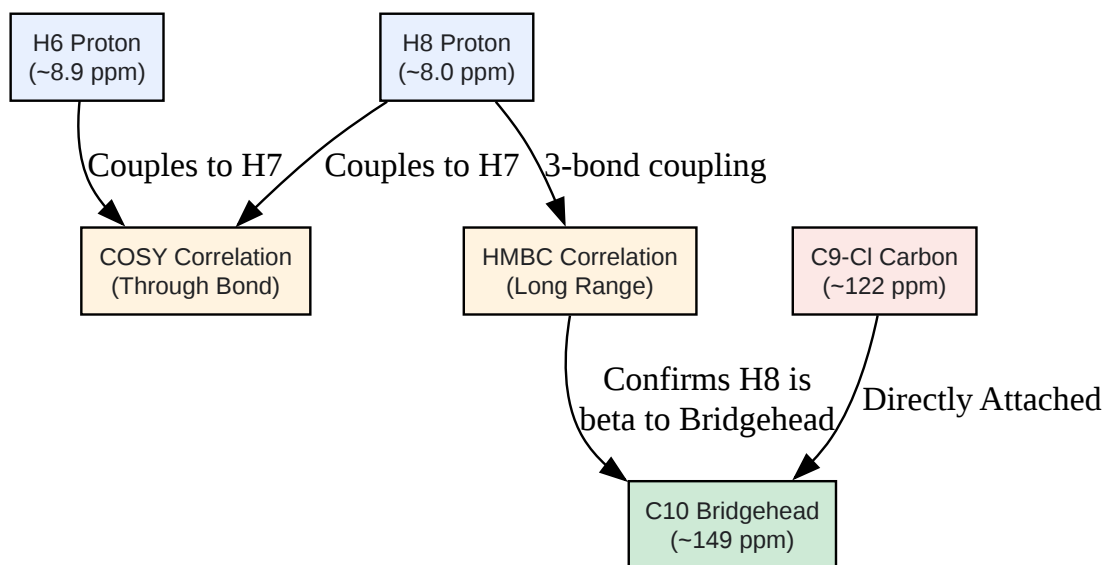 H6 Proton
(~8.9 ppm)
H8 Proton
(~8.0 ppm)
Couples to H7
Couples to H7
3-bond coupling
COSY Correlation
(Through Bond)
HMBC Correlation
(Long Range)
C9-Cl Carbon
(~122 ppm)
Confirms H8 is
beta to Bridgehead
Directly Attached
C10 Bridgehead
(~149 ppm)